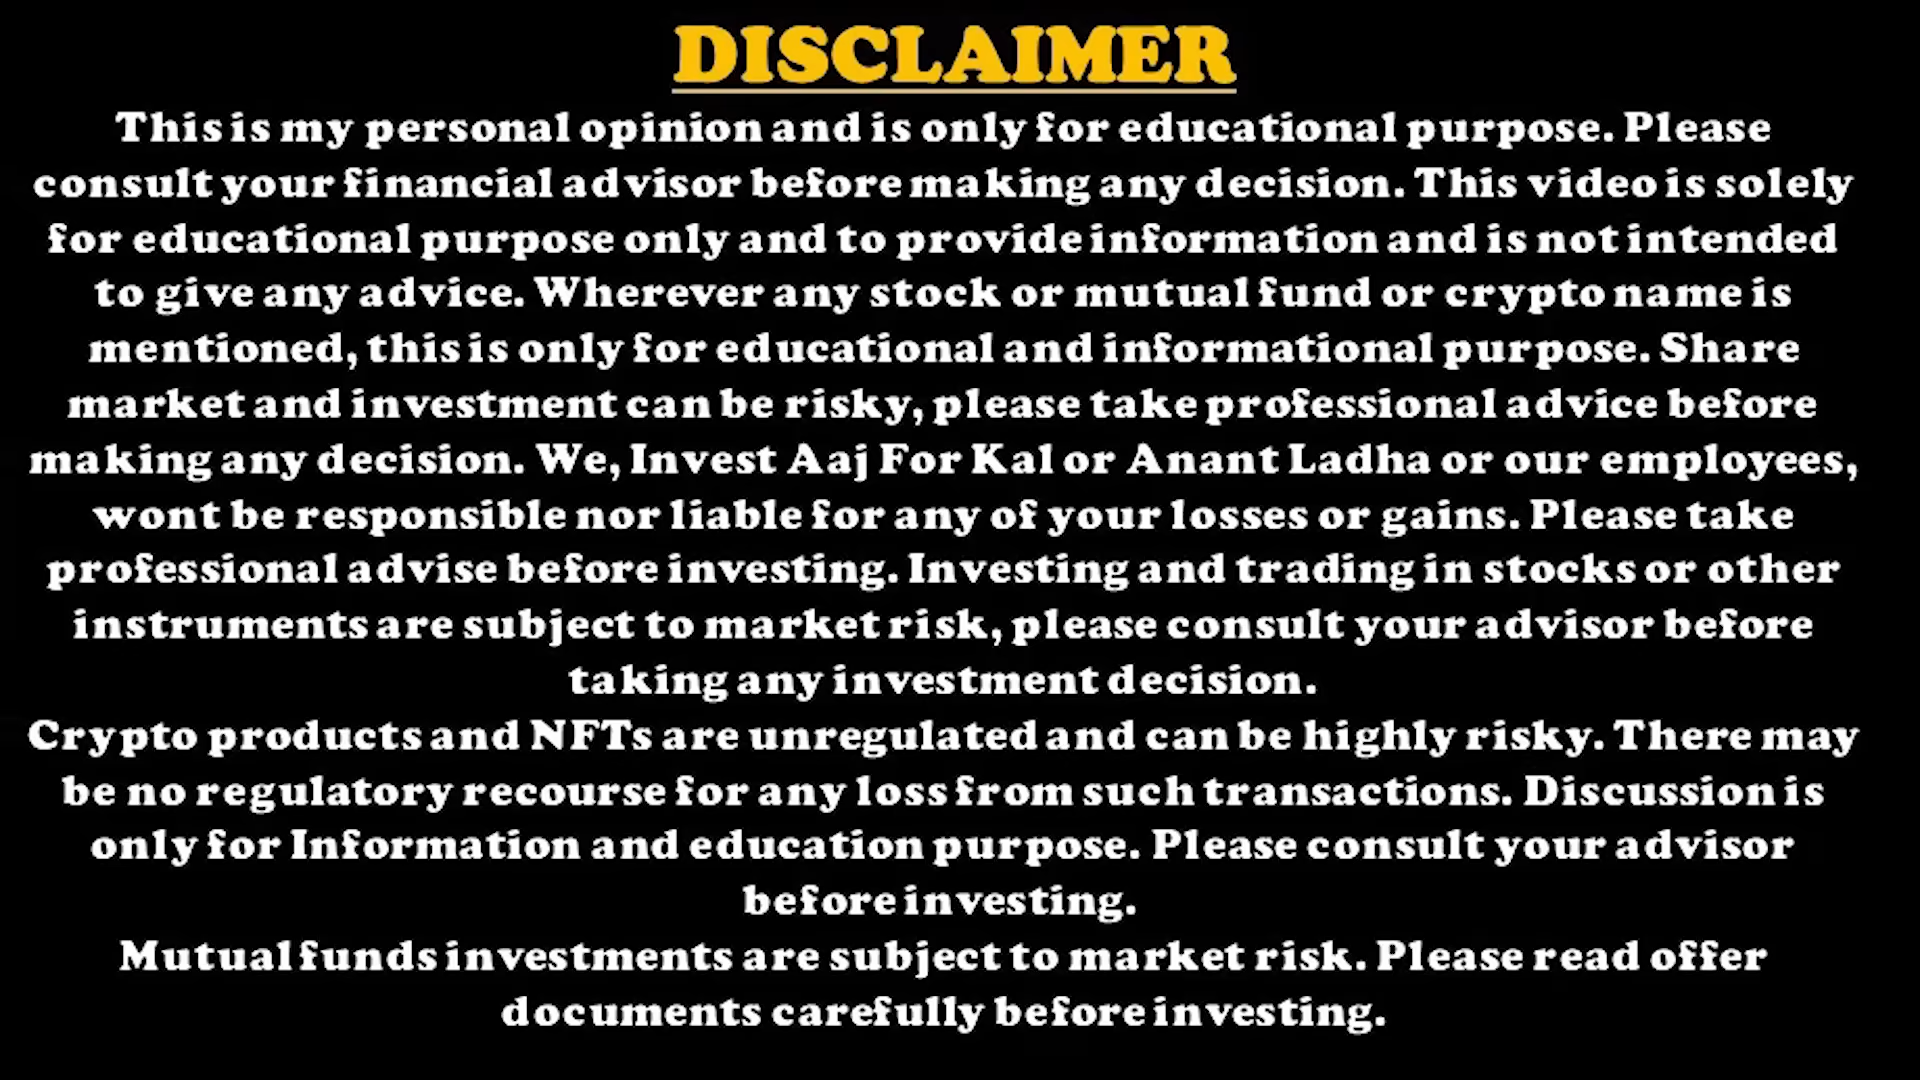 DISCLAIMER
This is my personal opinion and is only for educational purpose. Please
consult your financial advisor before making any decision. This video is solely
for educational purpose only and to provide information and is not intended
to give any advice. Wherever any stock or mutual fund or crypto name is
mentioned, this is only for educational and informational purpose. Share
market and investment can be risky, please take professional advice before
making any decision. We, Invest Aaj For Kal or Anant Ladha or our employees,
wont be responsible nor liable for any of your losses or gains. Please take
professional advise before investing. Investing and trading in stocks or other
instruments are subject to market risk, please consult your advisor before
taking any investment decision.
Crypto products and NFTs are unregulated and can be highly risky. There may
be no regulatory recourse for any loss from such transactions. Discussion is
only for Information and education purpose. Please consult your advisor
before investing.
Mutual funds investments are subject to market risk. Please read offer
documents carefully before investing.